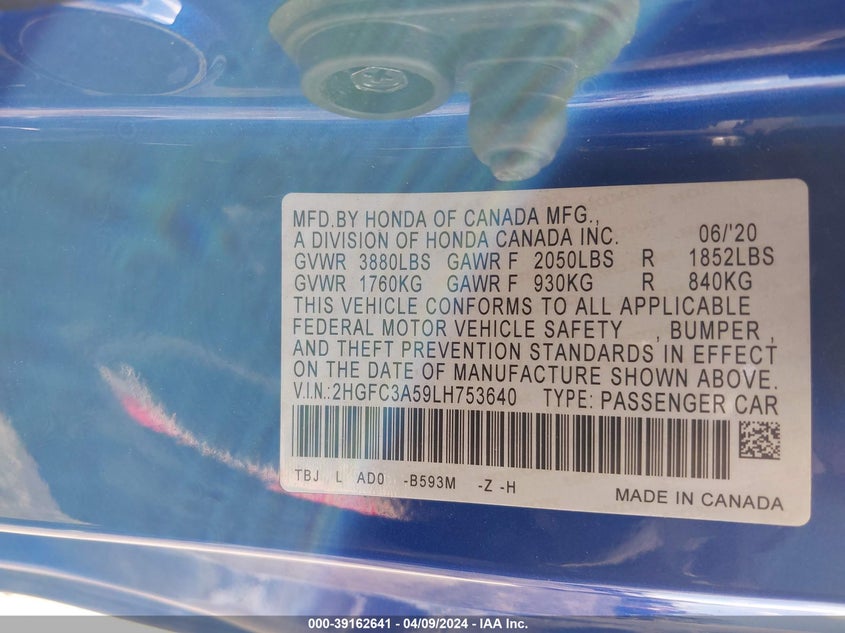 MFD.BY HONDA OF CANADA MFG.,
A DIVISION OF HONDA CANADA INC. 06/'20
GVWR 3880LBS GAWR F 2050LBS R 1852LBS
GVWR 1760KG GAWR F 930KG R 840KG
THIS VEHICLE CONFORMS TO ALL APPLICABLE
FEDERAL MOTOR VEHICLE SAFETY , BUMPER ,
AND THEFT PREVENTION STANDARDS IN EFFECT
ON THE DATE OF MANUFACTURE SHOWN ABOVE.
V.I.N.:2HGFC3A59LH753640 TYPE: PASSENGER CAR
TBJ L AD0 -B593M -Z -H
MADE IN CANADA
000-39162641 - 04/09/2024 - IAA Inc.